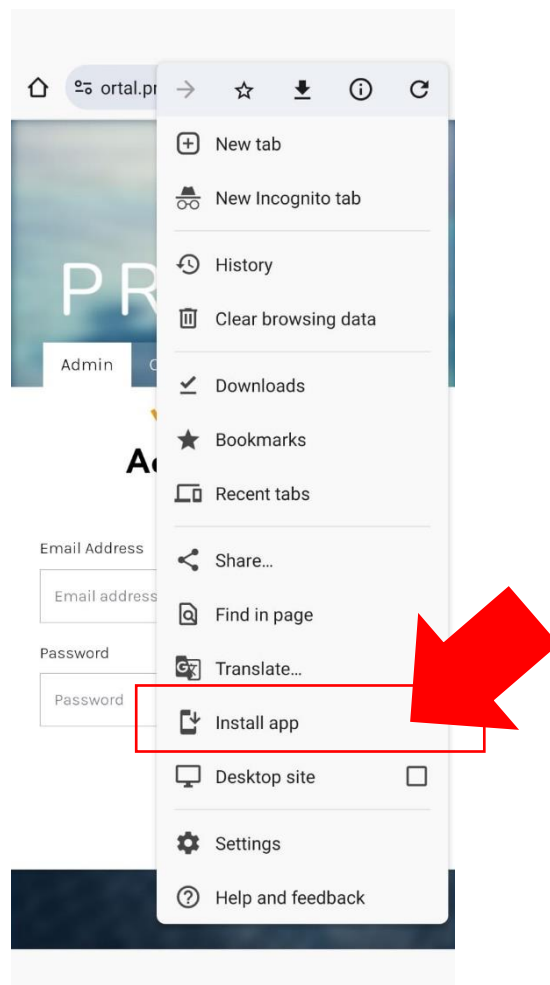 ortal.pr
New tab
New Incognito tab
History
PR
Clear browsing data
Admin
Downloads
Bookmarks
Recent tabs
Email Address
Share...
Email address
Find in page
Password
Translate...
Password
Install app
Desktop site
Settings
Help and feedback